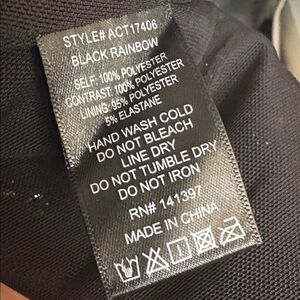 STYLE# ACT17406
BLACK RAINBOW
SELF: 100% POLYESTER
CONTRAST: 100% POLYESTER
LINING: 95% POLYESTER
5% ELASTANE
HAND WASH COLD
DO NOT BLEACH
LINE DRY
DO NOT TUMBLE DRY
DO NOT IRON
RN# 141397
MADE IN CHINA